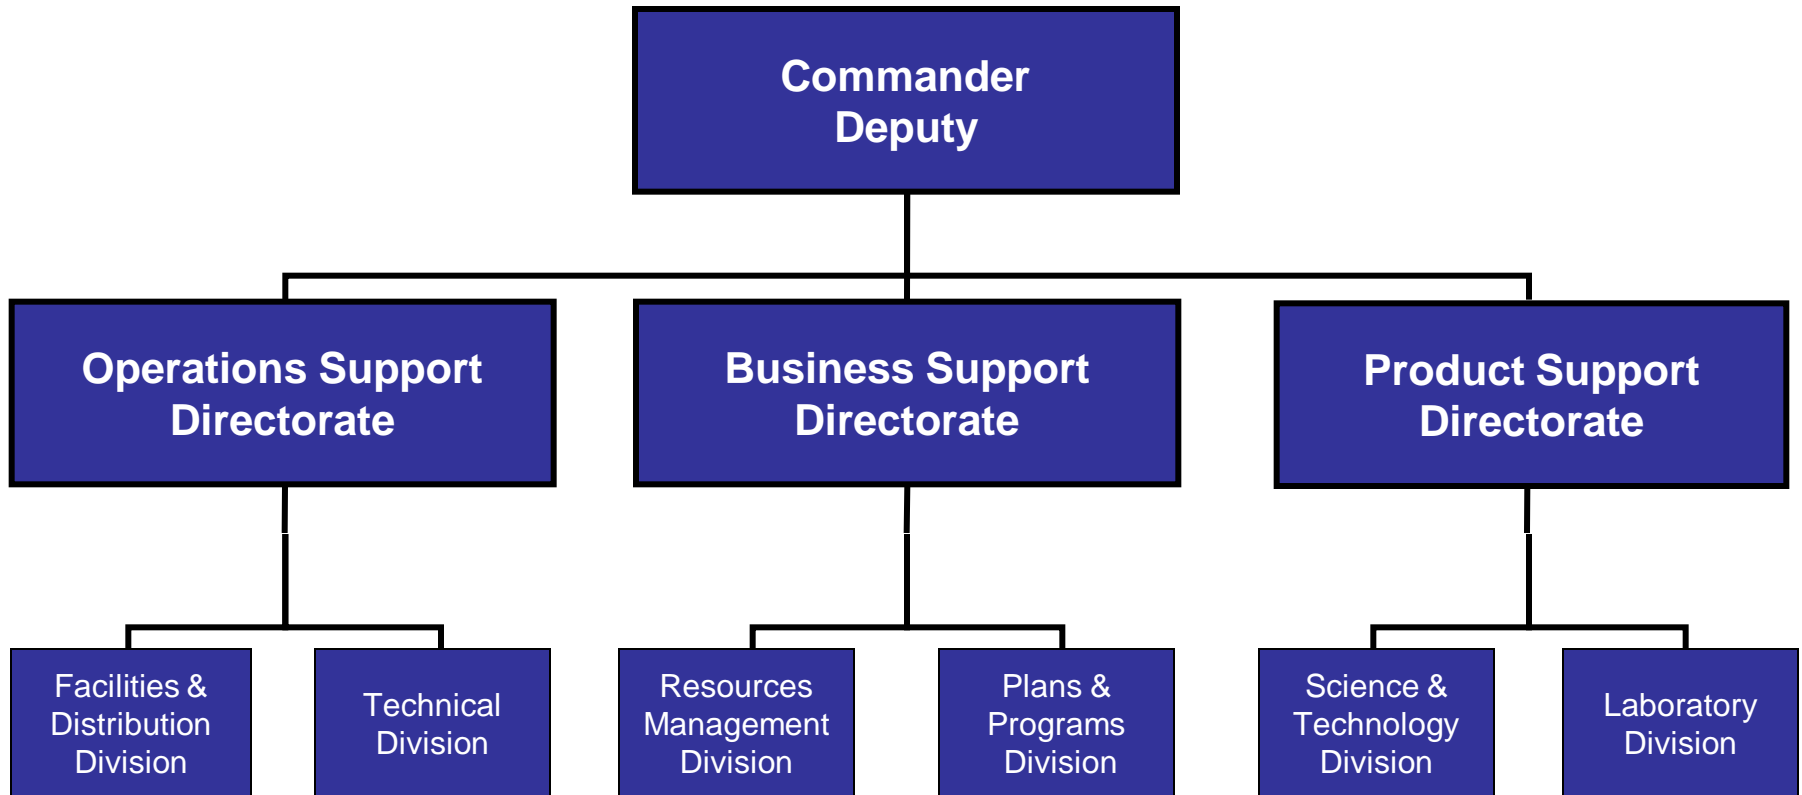 Commander
Deputy
Operations Support
Directorate
Business Support
Directorate
Product Support
Directorate
Facilities &
Distribution
Division
Technical
Division
Resources
Management
Division
Plans &
Programs
Division
Science &
Technology
Division
Laboratory
Division